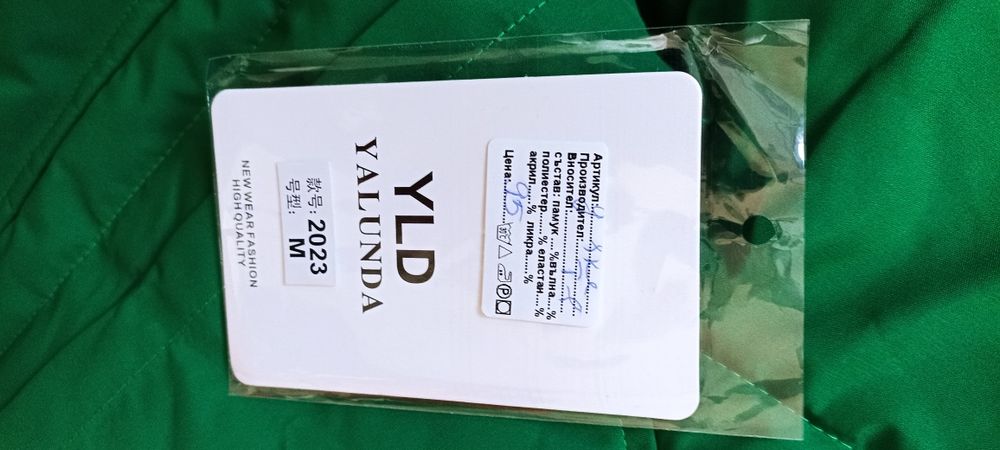 Артикул:
Производител:
Вносител:
състав: памук ....%вълна....%
полиестер......% еластан....%
акрил......% ликра......%
Цена: 95
YLD
YALUNDA
款号: 2023
号型: M
NEW WEAR FASHION
HIGH QUALITY